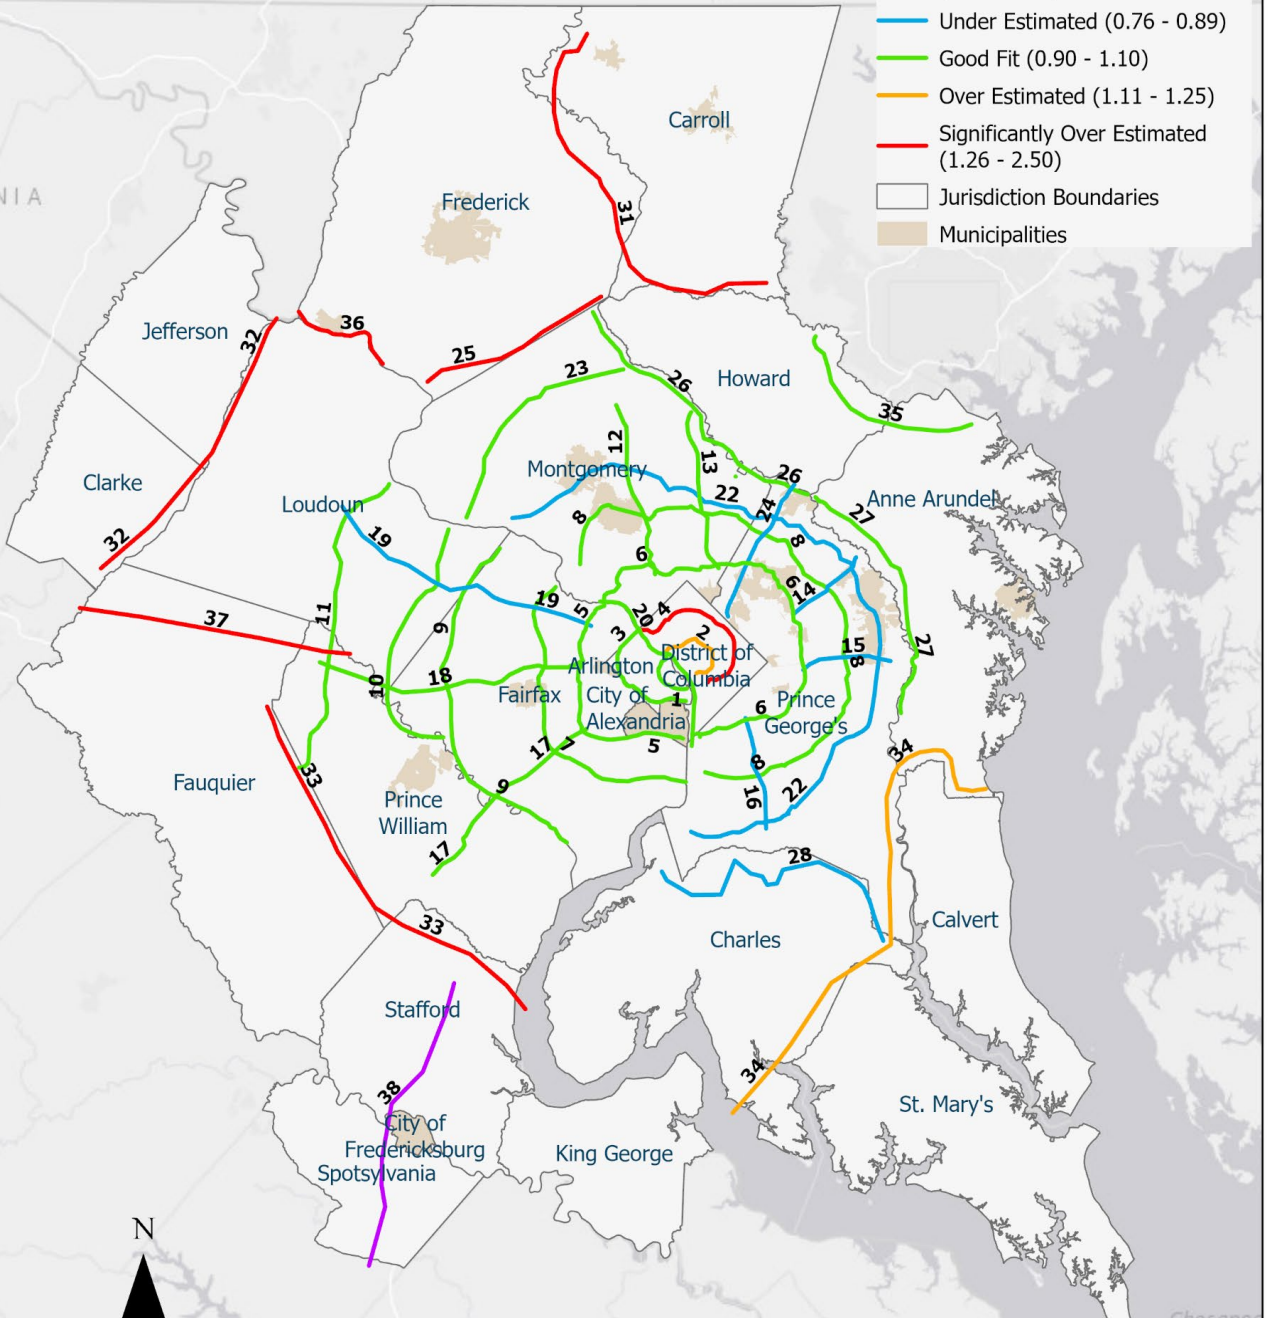 Under Estimated (0.76 - 0.89)
Good Fit (0.90 - 1.10)
Over Estimated (1.11 - 1.25)
Significantly Over Estimated
(1.26 - 2.50)
Jurisdiction Boundaries
Municipalities
Carroll
NIA
Frederick
31
Jefferson
32
36
25
23
26
Howard
35
12
13
Montgomery
26
Clarke
22
24
Anne Arundel
Loudoun
8
27
19
32
8
6
6
14
19
5
20
4
11
37
9
3
2
27
15
8
District of
Columbia
Arlington
10
18
Fairfax
City of
Alexandria
1
Prince
George's
6
5
17
7
34
8
33
Fauquier
9
16
22
Prince
William
17
28
33
Calvert
Charles
Stafford
34
38
St. Mary's
City of
Fredericksburg
King George
Spotsylvania
N